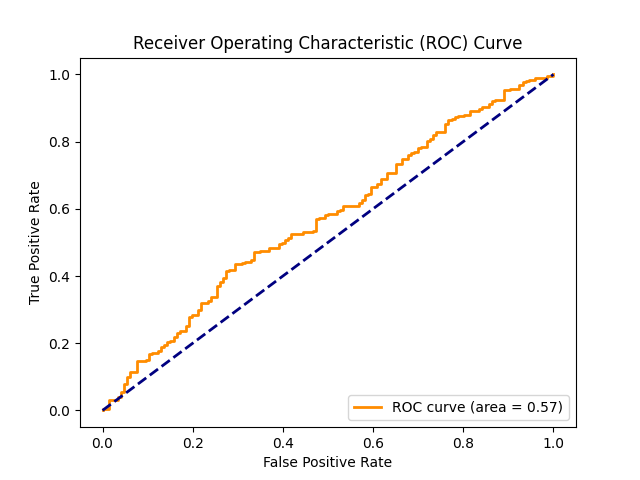 Receiver Operating Characteristic (ROC) Curve
1.0
0.8
0.6
0.4
0.2
0.0
True Positive Rate
ROC curve (area = 0.57)
0.0 0.2 0.4 0.6 0.8 1.0
False Positive Rate